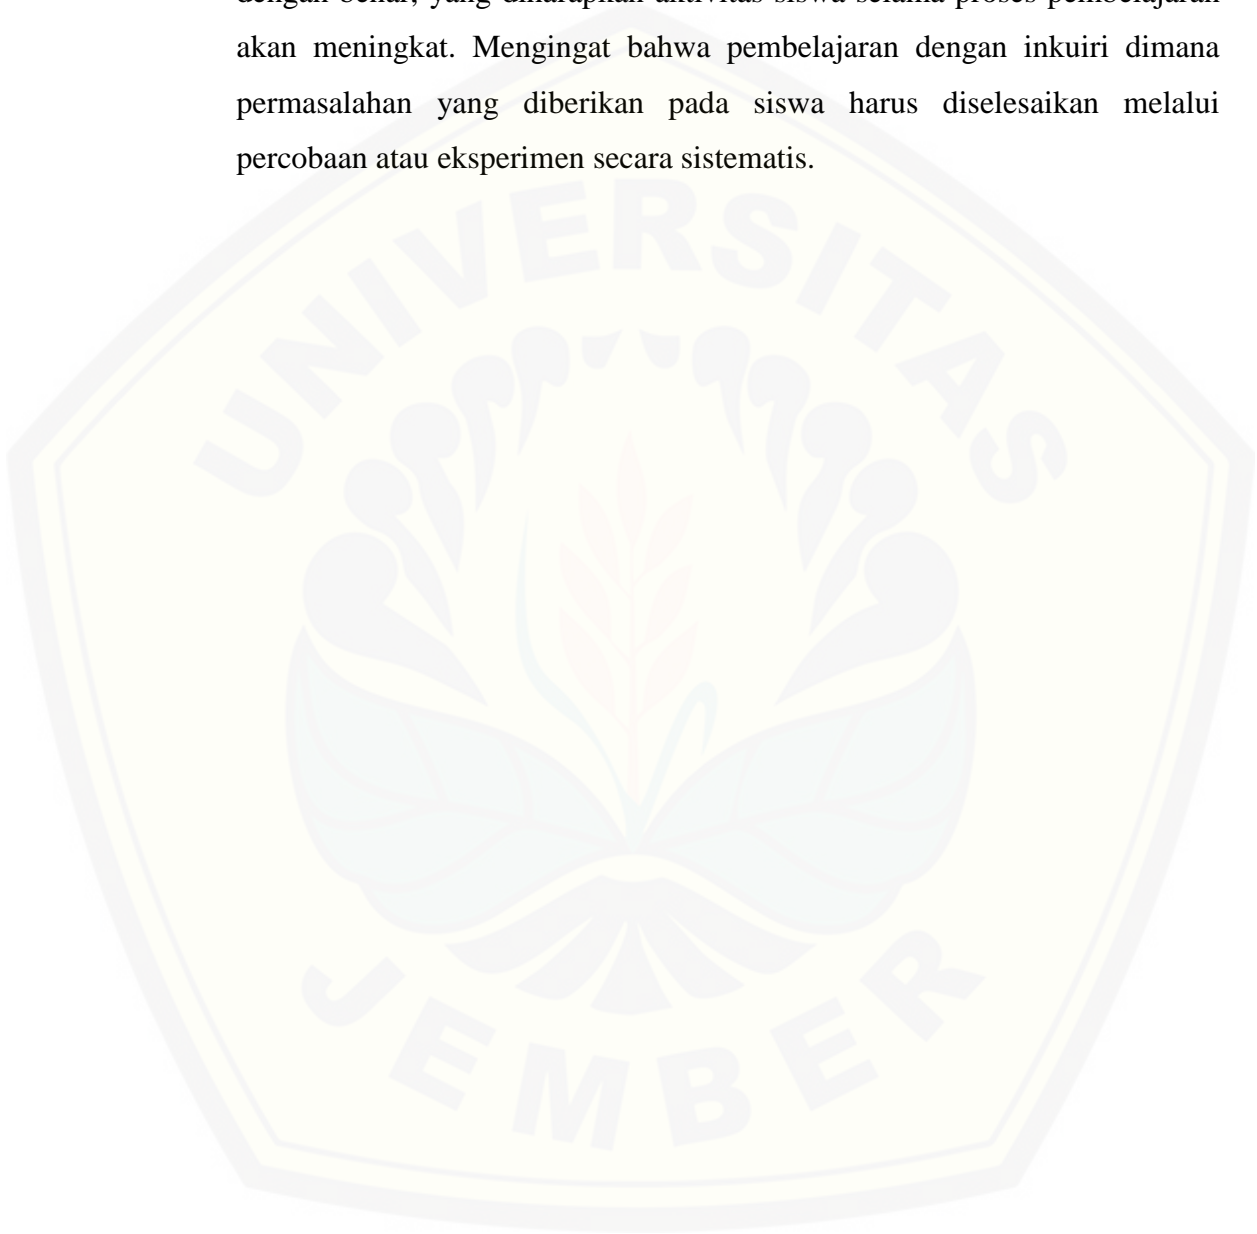 dengan benar, yang diharapkan aktivitas siswa selama proses pembelajaran
akan meningkat. Mengingat bahwa pembelajaran dengan inkuiri dimana
permasalahan yang diberikan pada siswa harus diselesaikan melalui
percobaan atau eksperimen secara sistematis.
UNIVERSITAS
JEMBER